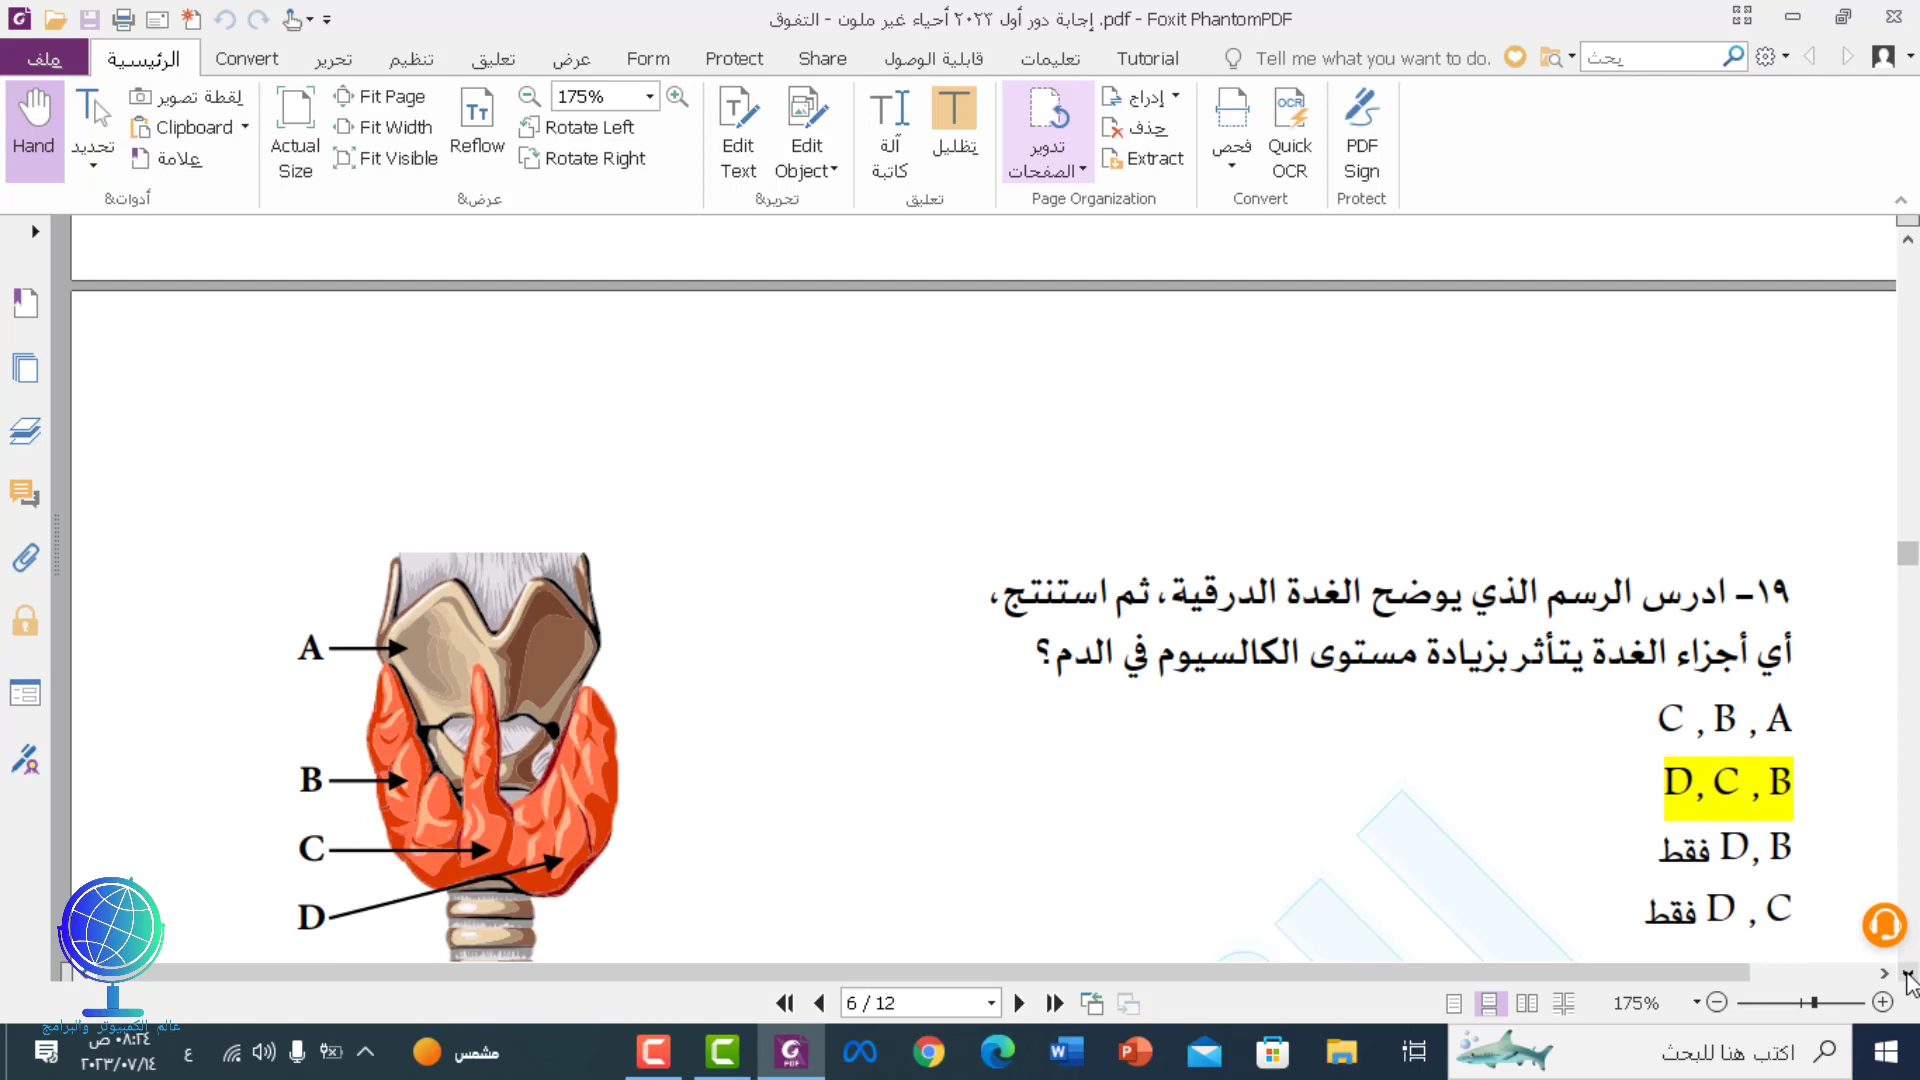 إجابة دور أول ٢٠٢٣ أحياء غير ملون - التفوق .pdf - Foxit PhantomPDF
ملف
الرئيسية
Convert
تحرير
تنظيم
تعليق
عرض
Form
Protect
Share
قابلية الوصول
تعليمات
Tutorial
Tell me what you want to do.
يحث
Hand
تحديد
لقطة تصوير
Clipboard
علامة
أدوات&
Actual Size
Fit Page
Fit Width
Fit Visible
Reflow
175%
Rotate Left
Rotate Right
عرض&
Edit Text
Edit Object
تحرير&
آلة كاتبة
يتظليل
تعليق
تدوير الصفحات
إدراج
حذف
Extract
Page Organization
فحص
Quick OCR
Convert
PDF Sign
Protect
١٩- ادرس الرسم الذي يوضح الغدة الدرقية، ثم استنتج،
أي أجزاء الغدة يتأثر بزيادة مستوى الكالسيوم في الدم؟
C , B , A
D, C , B
D, B فقط
D , C فقط
A
B
C
D
عالم الكمبيوتر والبرامج
6 / 12
175%
٠٨:٢٤ ص
٢٠٢٣/٠٧/١٤
ع
مشمس
اكتب هنا للبحث